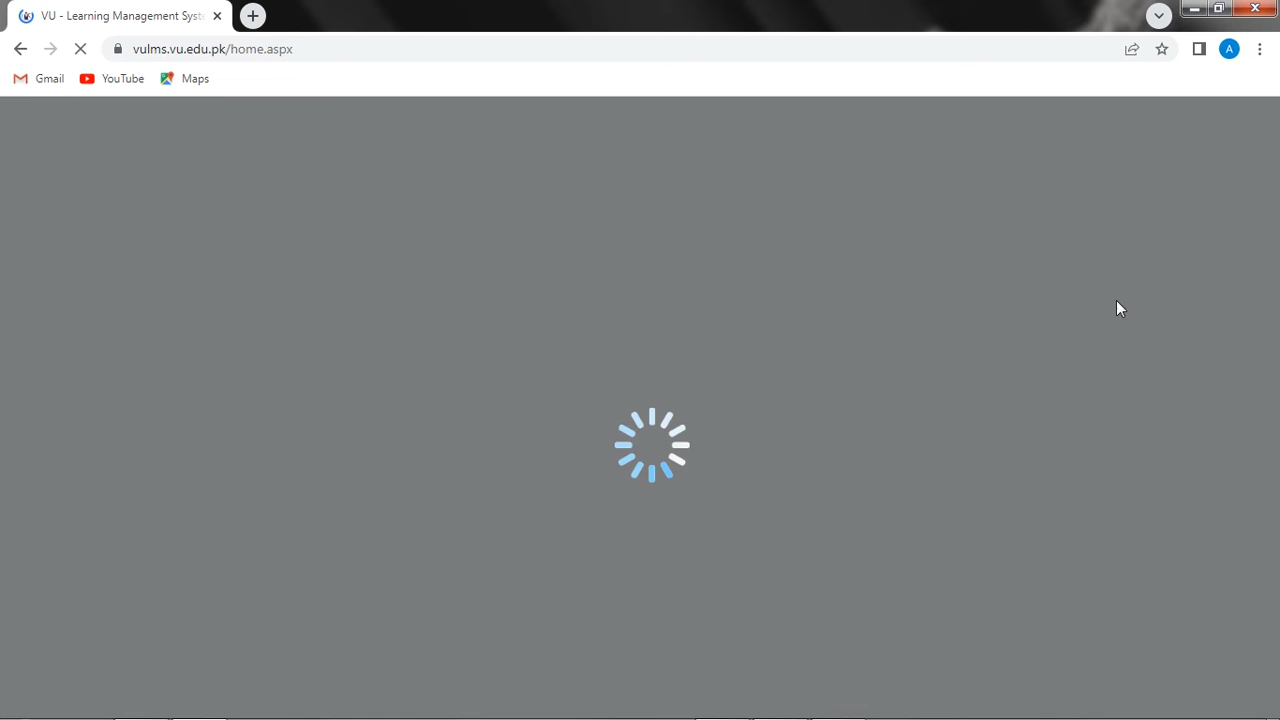 VU - Learning Management Syst
vulms.vu.edu.pk/home.aspx
A
Gmail
YouTube
Maps